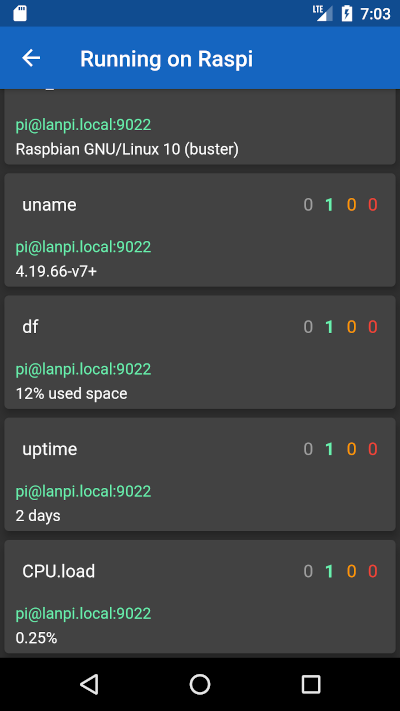 LTE 7:03
Running on Raspi
pi@lanpi.local:9022
Raspbian GNU/Linux 10 (buster)
uname 0 1 0 0
pi@lanpi.local:9022
4.19.66-v7+
df 0 1 0 0
pi@lanpi.local:9022
12% used space
uptime 0 1 0 0
pi@lanpi.local:9022
2 days
CPU.load 0 1 0 0
pi@lanpi.local:9022
0.25%